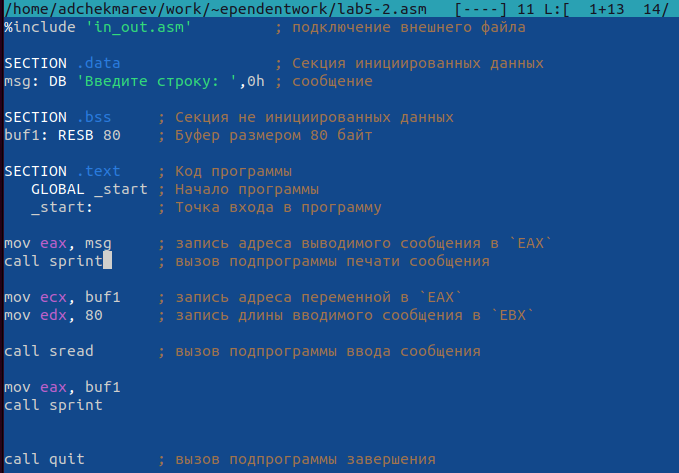 /home/adchekmarev/work/~ependentwork/lab5-2.asm   [----] 11 L:[  1+13  14/
%include 'in_out.asm'         ; подключение внешнего файла
SECTION .data                 ; Секция инициированных данных
msg: DB 'Введите строку: ',0h ; сообщение
SECTION .bss     ; Секция не инициированных данных
buf1: RESB 80    ; Буфер размером 80 байт
SECTION .text    ; Код программы
   GLOBAL _start ; Начало программы
   _start:       ; Точка входа в программу
mov eax, msg     ; запись адреса выводимого сообщения в `EAX`
call sprint      ; вызов подпрограммы печати сообщения
mov ecx, buf1    ; запись адреса переменной в `EAX`
mov edx, 80      ; запись длины вводимого сообщения в `EBX`
call sread       ; вызов подпрограммы ввода сообщения
mov eax, buf1
call sprint
call quit        ; вызов подпрограммы завершения